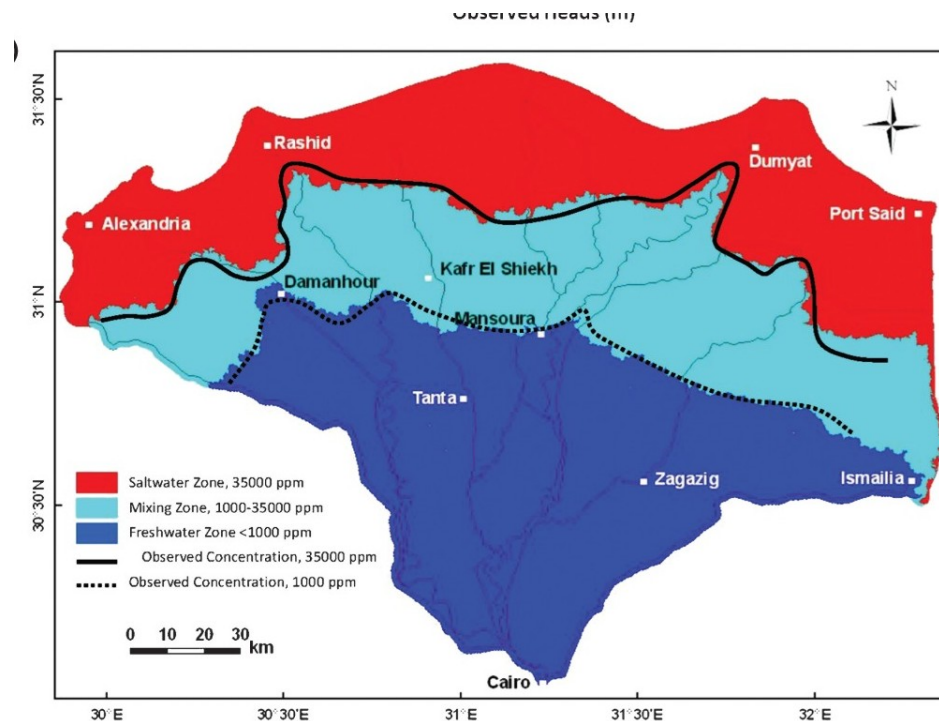 Observed Heads (m)
)
N
31°30'N
31°N
30°30'N
Rashid
Dumyat
Alexandria
Port Said
Kafr El Shiekh
Damanhour
Mansoura
Tanta
Zagazig
Ismailia
Cairo
Saltwater Zone, 35000 ppm
Mixing Zone, 1000-35000 ppm
Freshwater Zone <1000 ppm
Observed Concentration, 35000 ppm
Observed Concentration, 1000 ppm
0 10 20 30
km
30°E 30°30'E 31°E 31°30'E 32°E